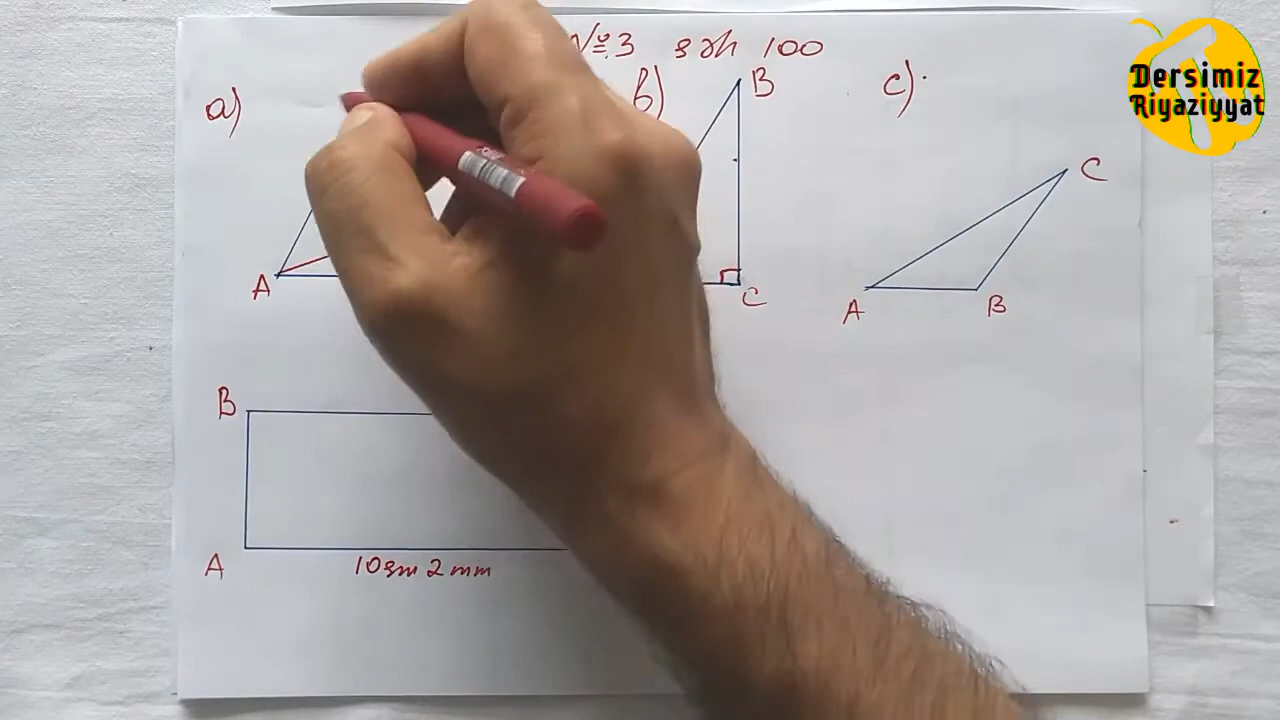 №3 səh 100
Dersimiz
Riyaziyyat
a)
b)
B
c)
C
A
C
A
B
B
A
10sm 2mm